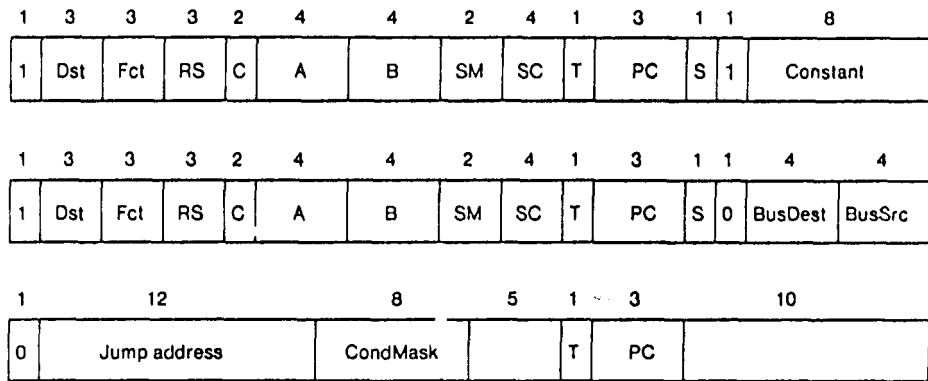 1 3 3 3 2 4 4 2 4 1 3 1 1 8
1 Dst Fct RS C A B SM SC T PC S 1 Constant
1 3 3 3 2 4 4 2 4 1 3 1 1 4 4
1 Dst Fct RS C A B SM SC T PC S 0 BusDest BusSrc
1 12 8 5 1 3 10
0 Jump address CondMask T PC